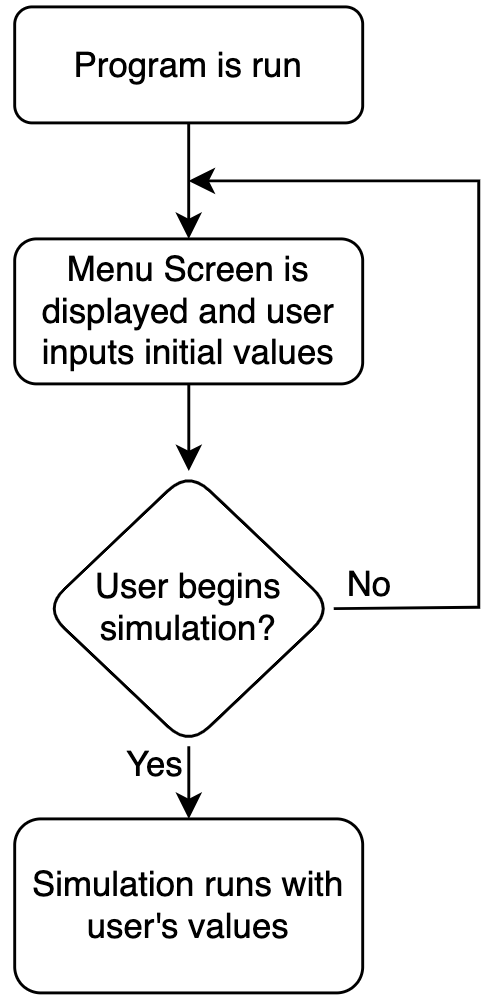 Program is run
Menu Screen is
displayed and user
inputs initial values
User begins
simulation?
No
Yes
Simulation runs with
user's values